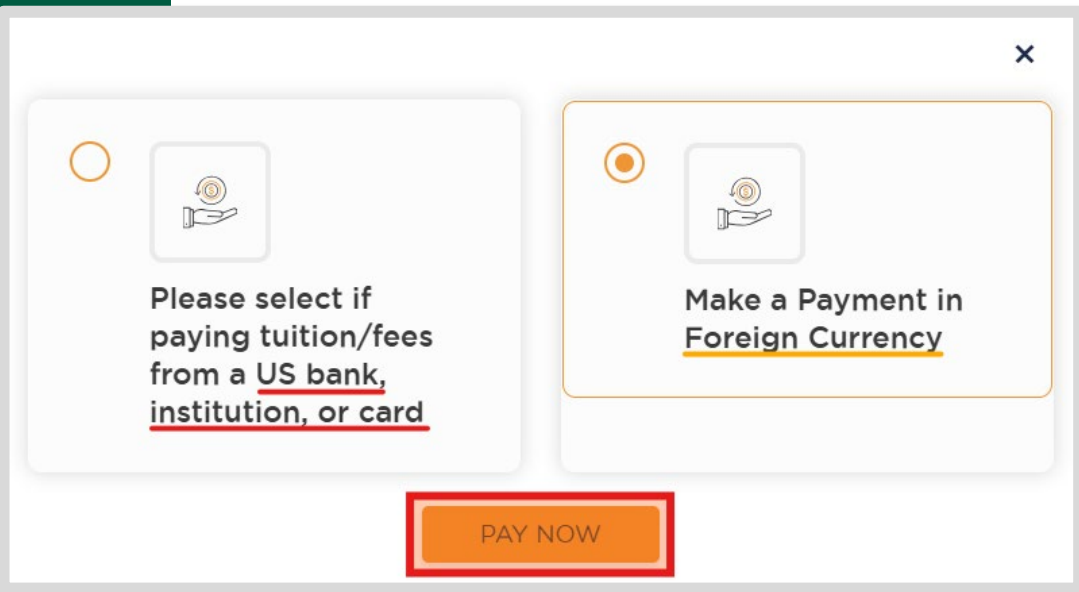 Please select if
paying tuition/fees
from a US bank,
institution, or card
Make a Payment in
Foreign Currency
PAY NOW